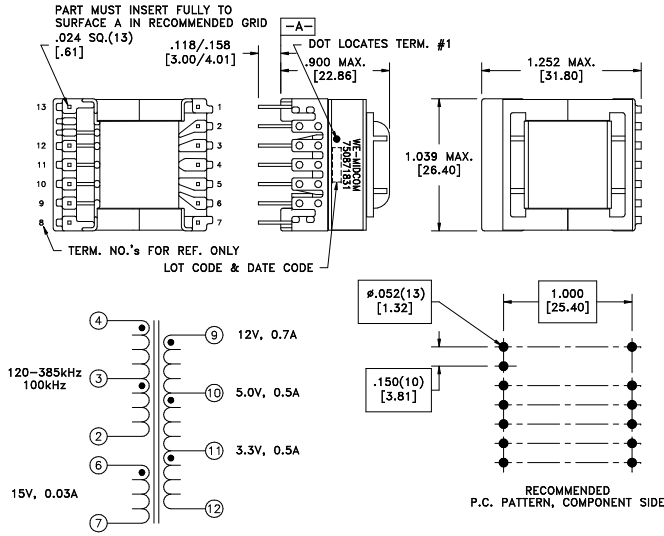 PART MUST INSERT FULLY TO
SURFACE A IN RECOMMENDED GRID
.024 SQ.(13)
[.61]
.118/.158
[3.00/4.01]
-A-
DOT LOCATES TERM. #1
.900 MAX.
[22.86]
1.252 MAX.
[31.80]
13
12
11
10
9
8
1
2
3
4
5
6
7
WE-MIDCOM
750871831
1.039 MAX.
[26.40]
TERM. NO.'s FOR REF. ONLY
LOT CODE & DATE CODE
4
3
2
6
7
120-385kHz
100kHz
15V, 0.03A
9
12V, 0.7A
10
5.0V, 0.5A
11
3.3V, 0.5A
12
ø.052(13)
[1.32]
1.000
[25.40]
.150(10)
[3.81]
RECOMMENDED
P.C. PATTERN, COMPONENT SIDE